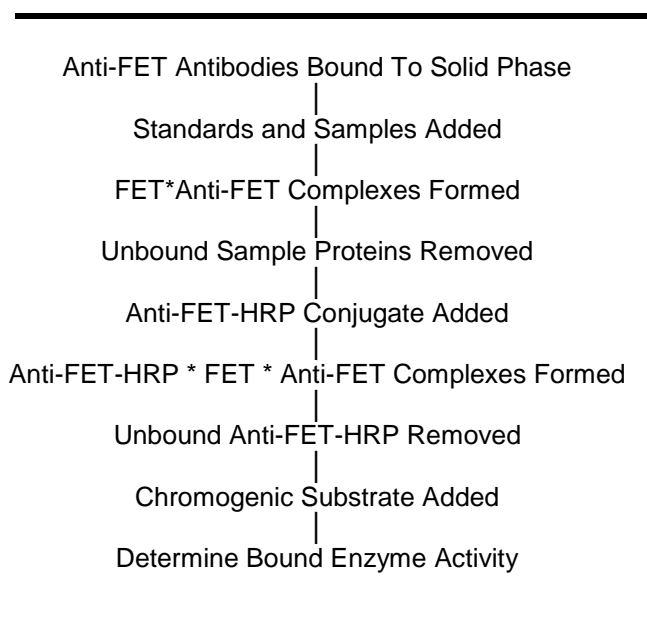 Anti-FET Antibodies Bound To Solid Phase
Standards and Samples Added
FET*Anti-FET Complexes Formed
Unbound Sample Proteins Removed
Anti-FET-HRP Conjugate Added
Anti-FET-HRP * FET * Anti-FET Complexes Formed
Unbound Anti-FET-HRP Removed
Chromogenic Substrate Added
Determine Bound Enzyme Activity